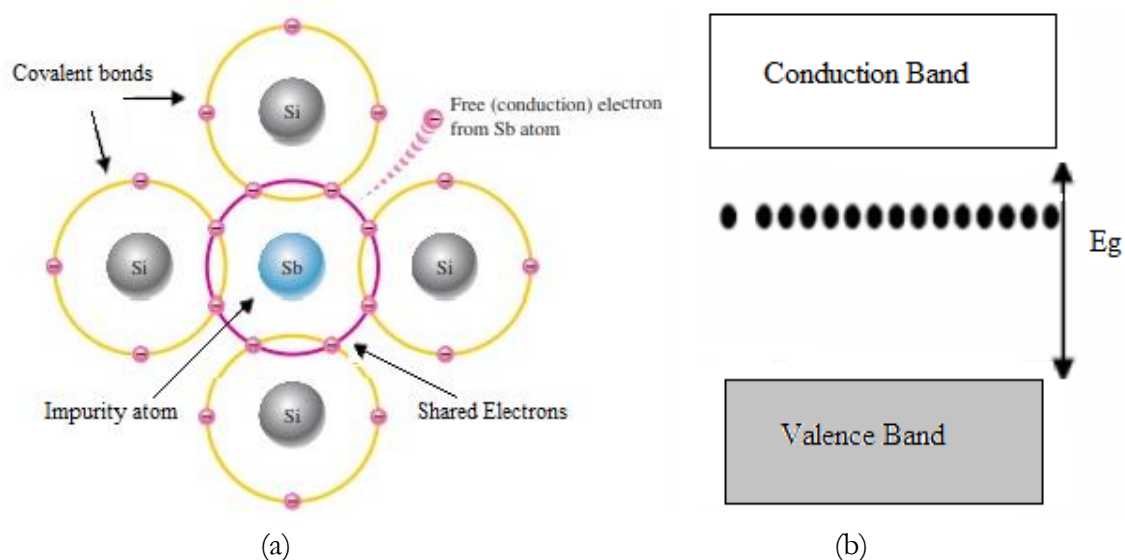 Covalent bonds
Si
Free (conduction) electron
from Sb atom
Si
Sb
Si
Impurity atom
Si
Shared Electrons
(a)
Conduction Band
Eg
Valence Band
(b)